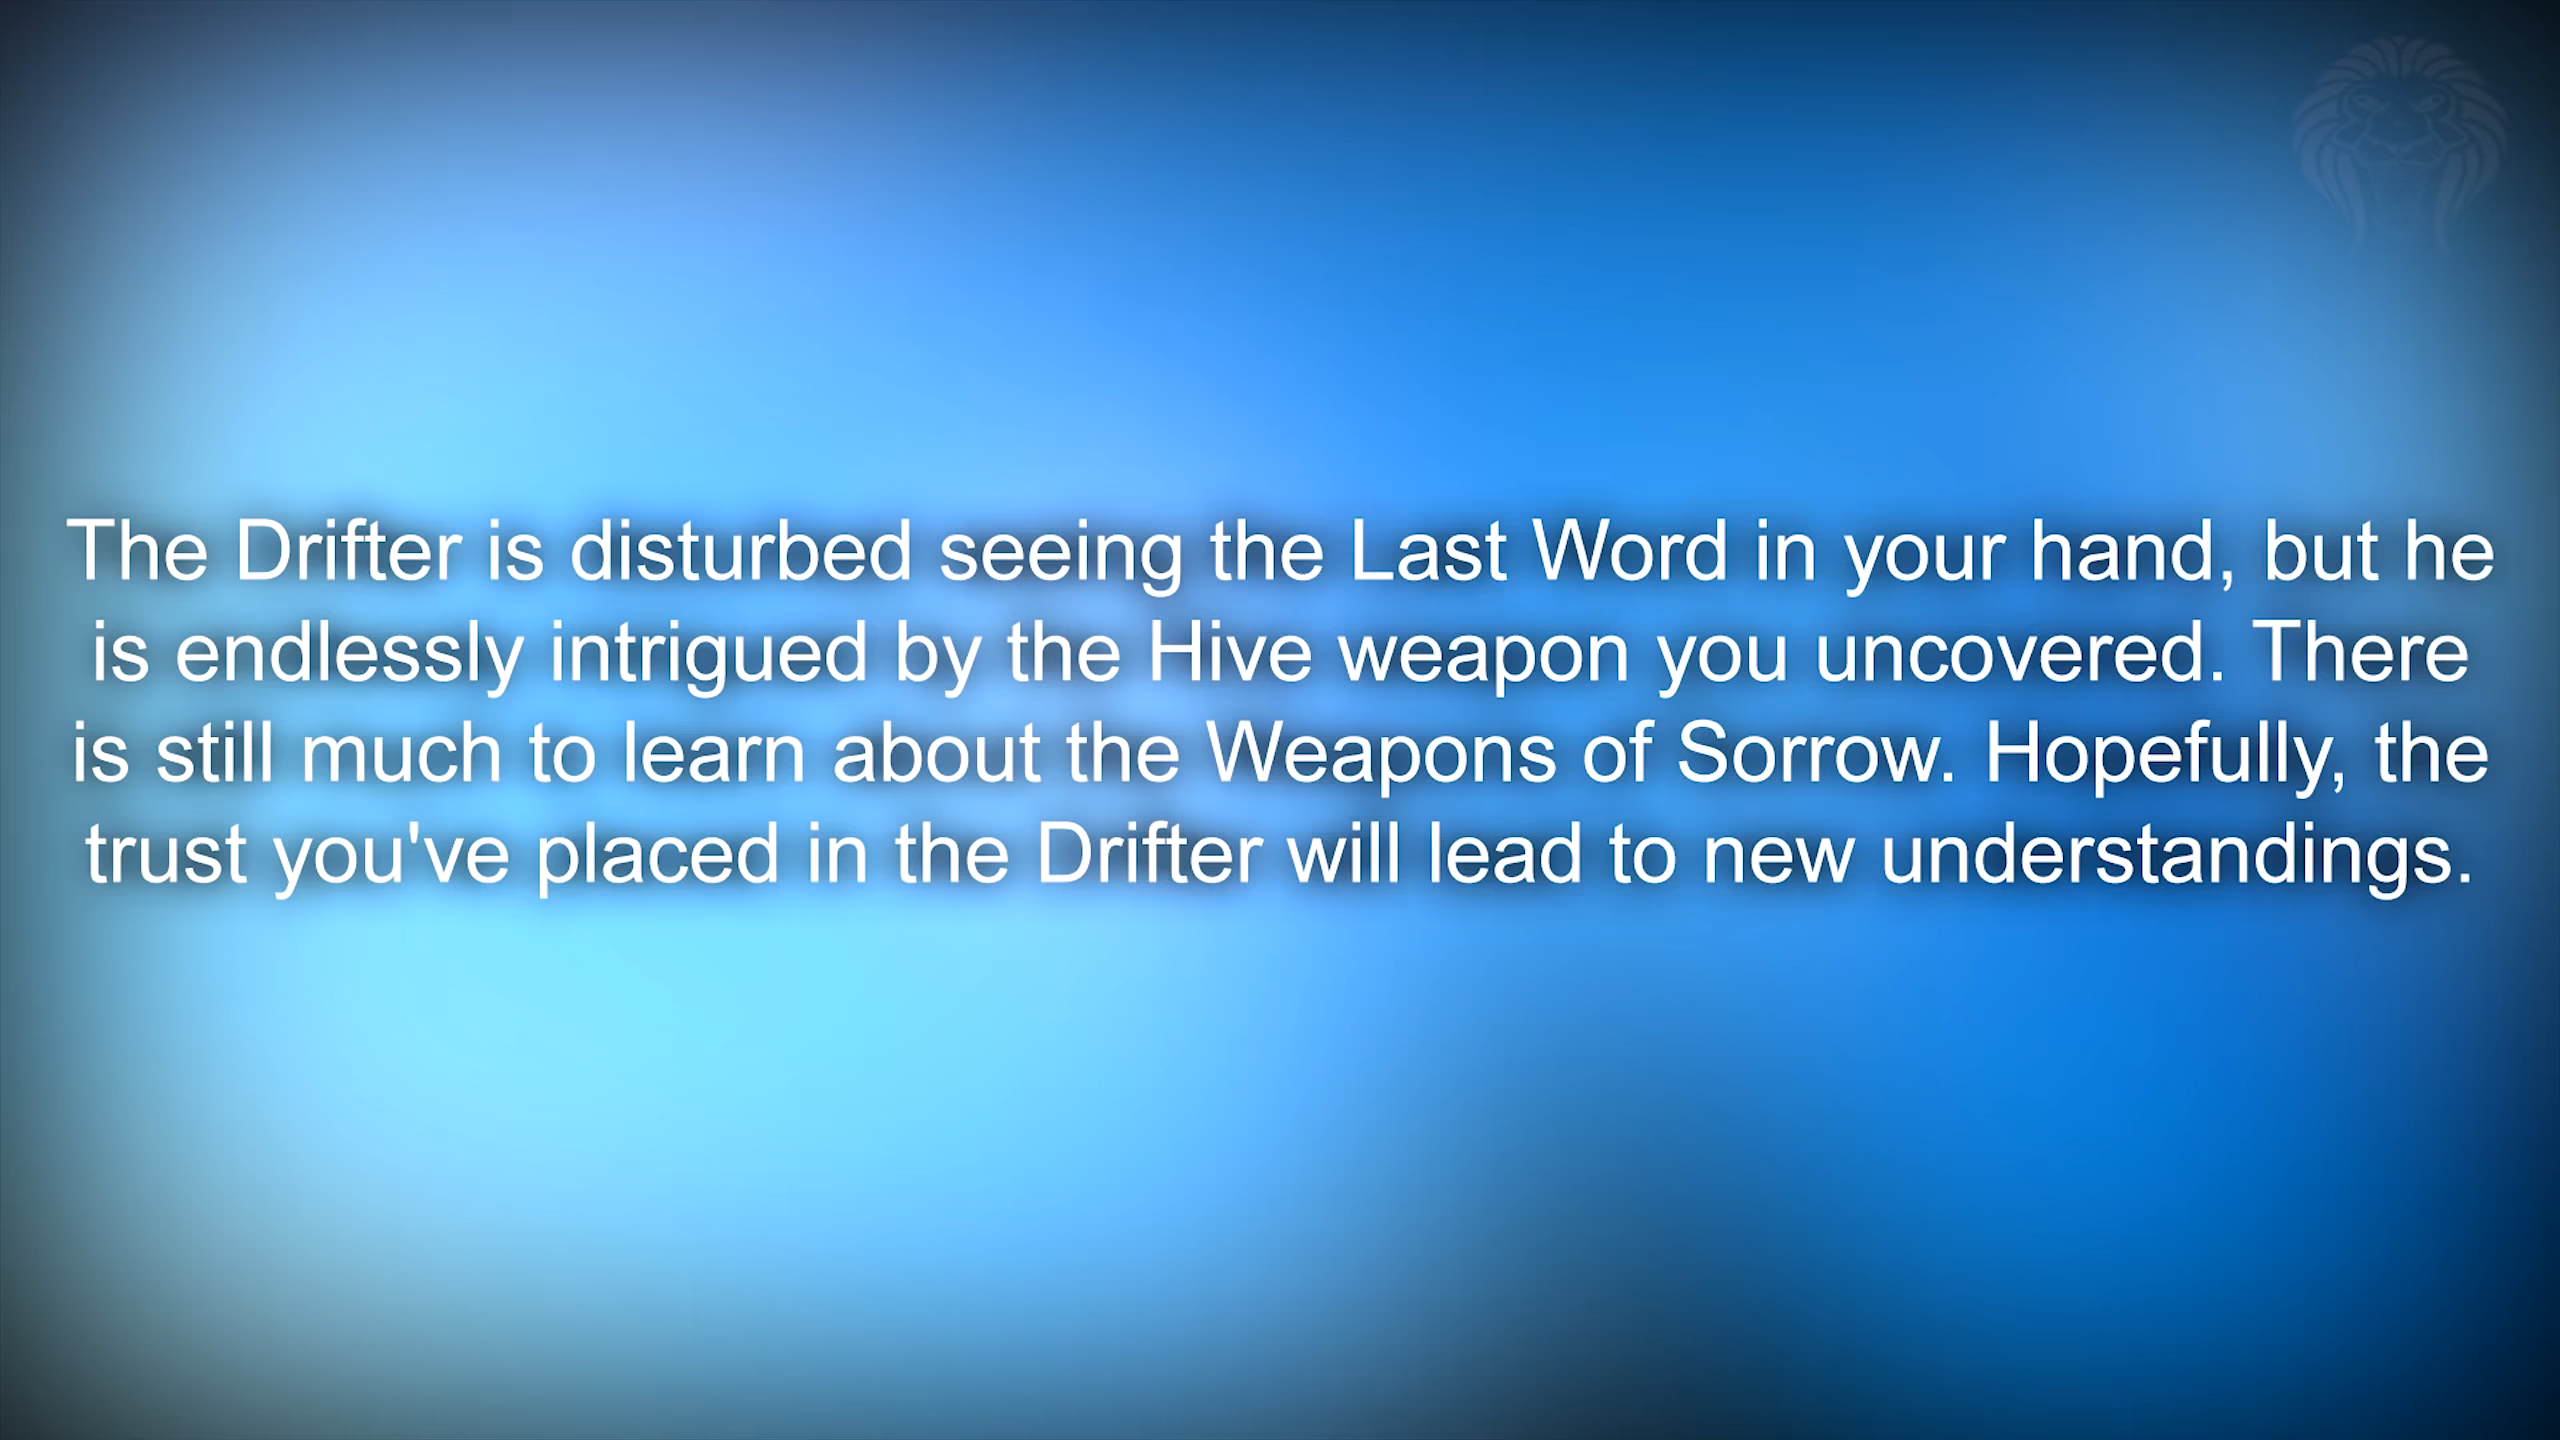 The Drifter is disturbed seeing the Last Word in your hand, but he
is endlessly intrigued by the Hive weapon you uncovered. There
is still much to learn about the Weapons of Sorrow. Hopefully, the
trust you've placed in the Drifter will lead to new understandings.